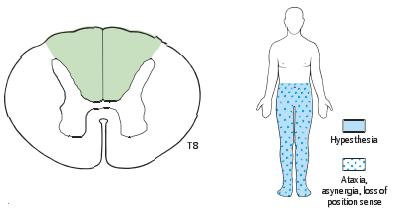 T8
Hypesthesia
Ataxia,
asynergia, loss of
position sense